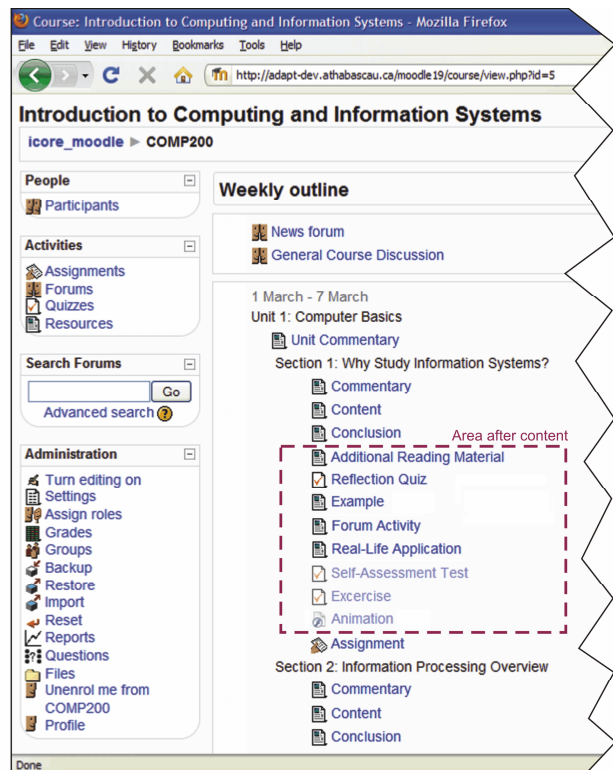 Course: Introduction to Computing and Information Systems - Mozilla Firefox
File Edit View History Bookmarks Tools Help
http://adapt-dev.athabascau.ca/moodle19/course/view.php?id=5
Introduction to Computing and Information Systems
icore_moodle ► COMP200
People
Participants
Activities
Assignments
Forums
Quizzes
Resources
Search Forums
Go
Advanced search ?
Administration
Turn editing on
Settings
Assign roles
Grades
Groups
Backup
Restore
Import
Reset
Reports
Questions
Files
Unenrol me from
COMP200
Profile
Weekly outline
News forum
General Course Discussion
1 March - 7 March
Unit 1: Computer Basics
Unit Commentary
Section 1: Why Study Information Systems?
Commentary
Content
Conclusion
Area after content
Additional Reading Material
Reflection Quiz
Example
Forum Activity
Real-Life Application
Self-Assessment Test
Excercise
Animation
Assignment
Section 2: Information Processing Overview
Commentary
Content
Conclusion
Done